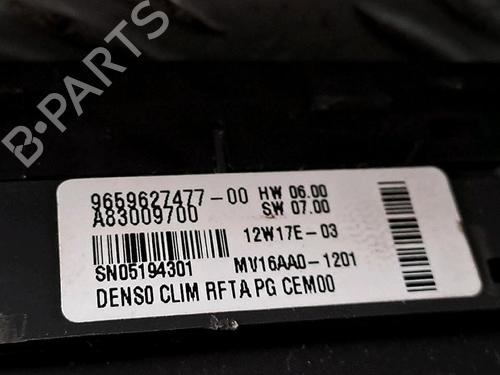 B-PARTS
9659627477-00 HW 06.00
A83009700 SW 07.00
12W17E-03
SN05194301 MV16AA0-1201
DENSO CLIM RFTA PG CEM00